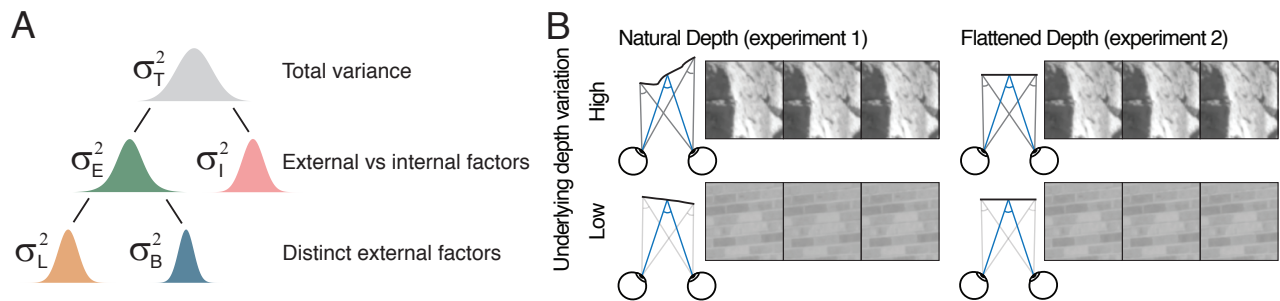 A
σ²T
Total variance
σ²E
σ²I
External vs internal factors
σ²L
σ²B
Distinct external factors
B
Natural Depth (experiment 1)
Flattened Depth (experiment 2)
Underlying depth variation
High
Low